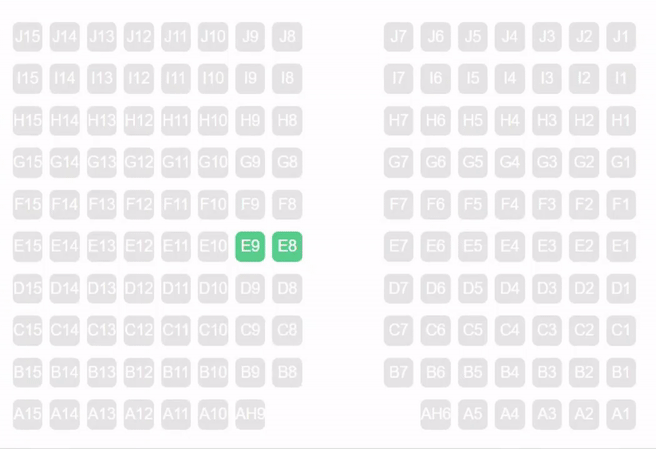 J15 J14 J13 J12 J11 J10 J9 J8 J7 J6 J5 J4 J3 J2 J1
I15 I14 I13 I12 I11 I10 I9 I8 I7 I6 I5 I4 I3 I2 I1
H15 H14 H13 H12 H11 H10 H9 H8 H7 H6 H5 H4 H3 H2 H1
G15 G14 G13 G12 G11 G10 G9 G8 G7 G6 G5 G4 G3 G2 G1
F15 F14 F13 F12 F11 F10 F9 F8 F7 F6 F5 F4 F3 F2 F1
E15 E14 E13 E12 E11 E10 E9 E8 E7 E6 E5 E4 E3 E2 E1
D15 D14 D13 D12 D11 D10 D9 D8 D7 D6 D5 D4 D3 D2 D1
C15 C14 C13 C12 C11 C10 C9 C8 C7 C6 C5 C4 C3 C2 C1
B15 B14 B13 B12 B11 B10 B9 B8 B7 B6 B5 B4 B3 B2 B1
A15 A14 A13 A12 A11 A10 AH9 AH6 A5 A4 A3 A2 A1